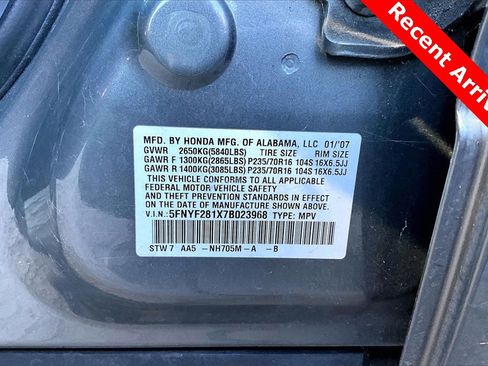 Recent Arriv
MFD. BY HONDA MFG. OF ALABAMA, LLC 01/'07
GVWR 2650KG(5840LBS) TIRE SIZE RIM SIZE
GAWR F 1300KG(2865LBS) P235/70R16 104S 16X6.5JJ
GAWR R 1400KG(3085LBS) P235/70R16 104S 16X6.5JJ
THIS VEHICLE CONFORMS TO ALL APPLICABLE
FEDERAL MOTOR VEHICLE SAFETY AND
THEFT PREVENTION STANDARDS IN EFFECT ON
THE DATE OF MANUFACTURE SHOWN ABOVE.
V.I.N.: 5FNYF281X7B023968 TYPE: MPV
STW 7 AA5 -NH705M-A -B